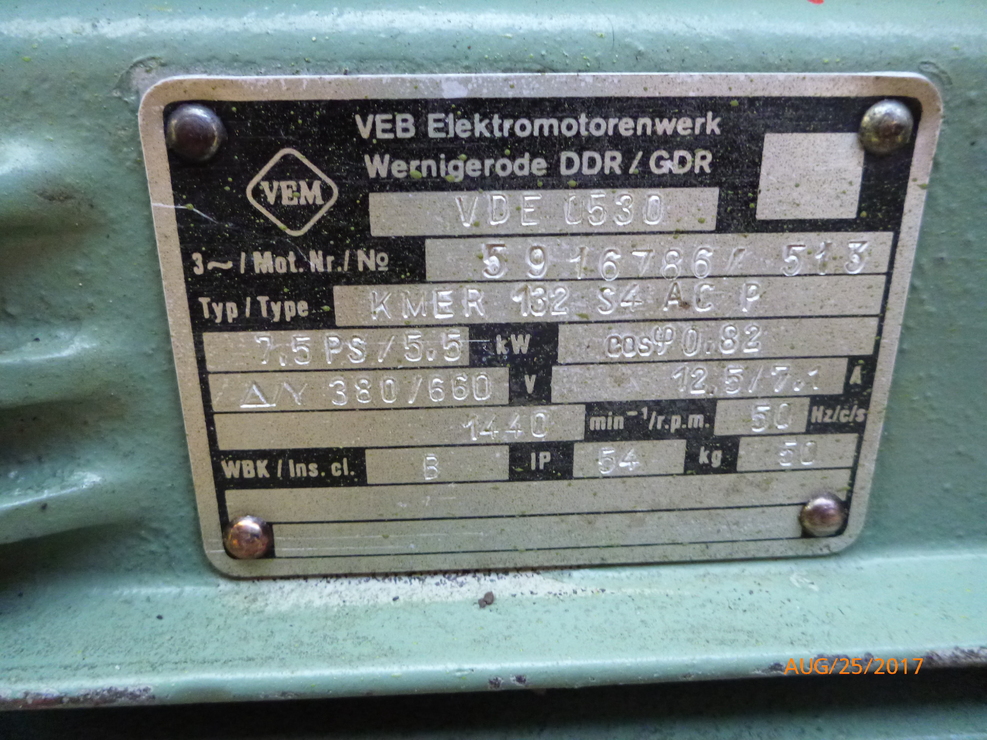 VEB Elektromotorenwerk
Wernigerode DDR / GDR
VEM
VDE 0530
3~ / Mot. Nr. / № 5916786/ 513
Typ / Type KMER 132 S4 AC P
7,5 PS / 5.5 kW cosφ 0.82
Δ/Y 380/660 V 12,5/7.1 A
1440 min⁻¹/r.p.m. 50 Hz/c/s
WBK / Ins. cl. B IP 54 kg 50
AUG/25/2017